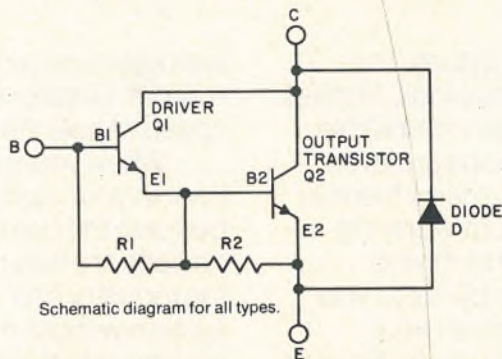 C
DRIVER
Q1
OUTPUT
TRANSISTOR
Q2
B
B1
B2
E1
E2
DIODE
D
R1
R2
Schematic diagram for all types.
E